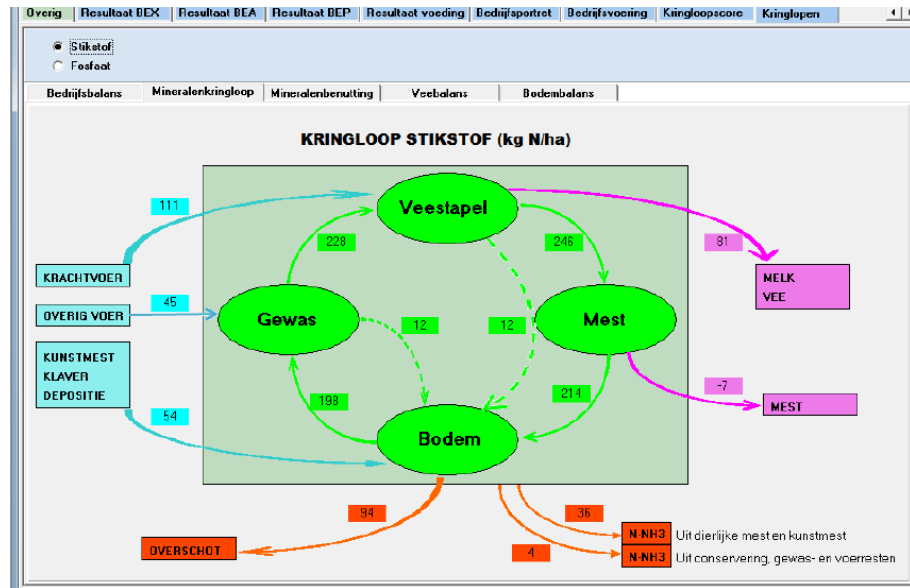 Overig Resultaat BEX Resultaat BEA Resultaat BEP Resultaat voeding Bedrijfsportret Bedrijfsvoering Kringloopscore Kringlopen
Stikstof
Fosfaat
Bedrijfsbalans Mineralenkringloop Mineralenbenutting Veebalans Bodembalans
KRINGLOOP STIKSTOF (kg N/ha)
111
Veestapel
228
246
81
KRACHTVOER
MELK
VEE
45
OVERIG VOER
Gewas
12
12
Mest
KUNSTMEST
KLAVER
DEPOSITIE
-7
198
214
MEST
54
Bodem
94
36
N-NH3 Uit dierlijke mest en kunstmest
OVERSCHOT
4
N-NH3 Uit conservering, gewas- en voerresten